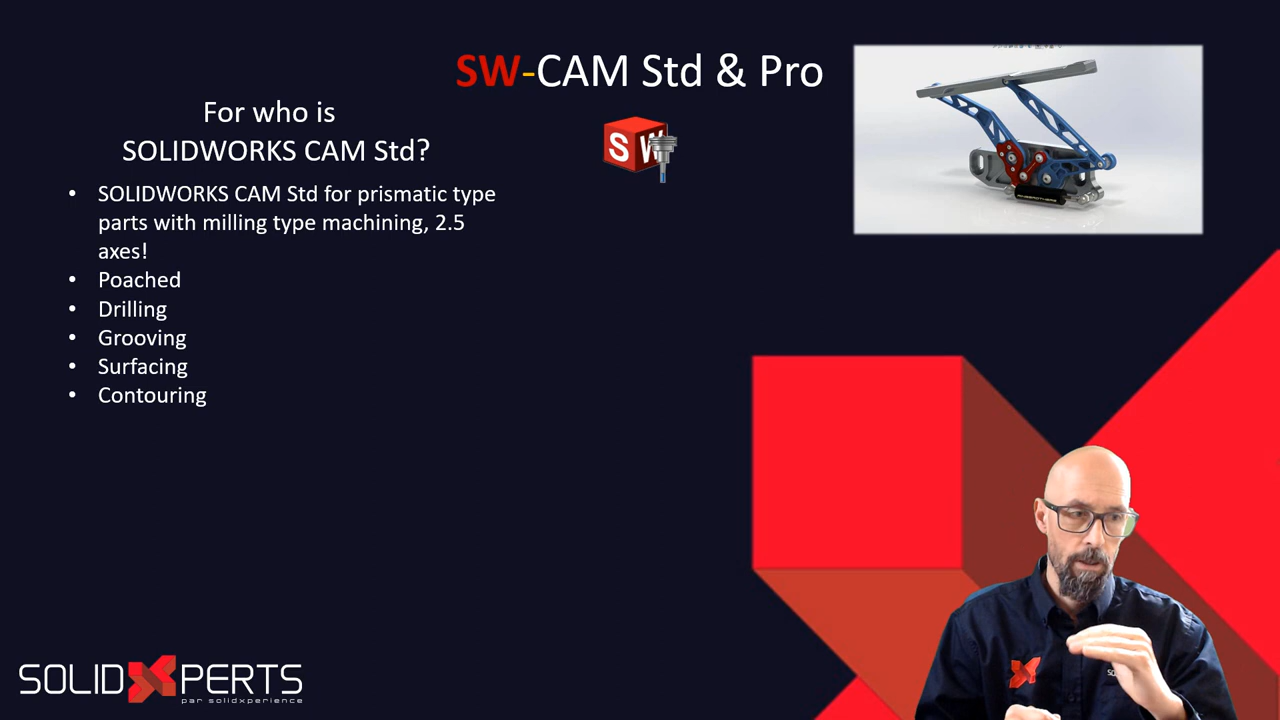 SW-CAM Std & Pro
For who is
SOLIDWORKS CAM Std?
• SOLIDWORKS CAM Std for prismatic type
parts with milling type machining, 2.5
axes!
• Poached
• Drilling
• Grooving
• Surfacing
• Contouring
SW
SOLIDXPERTS
par solidxperience